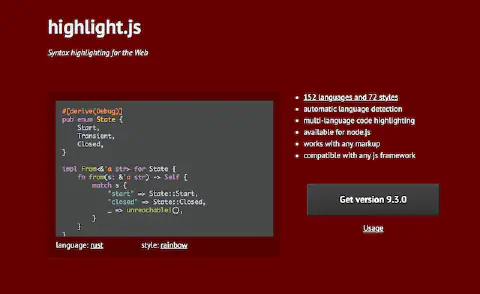 highlight.js
Syntax highlighting for the Web
#[derive(Debug)]
pub enum State {
    Start,
    Transient,
    Closed,
}
impl From<&'a str> for State {
    fn from(s: &'a str) -> Self {
        match s {
            "start" => State::Start,
            "closed" => State::Closed,
            _ => unreachable!(),
        }
    }
}
language: rust
style: rainbow
152 languages and 72 styles
automatic language detection
multi-language code highlighting
available for node.js
works with any markup
compatible with any js framework
Get version 9.3.0
Usage